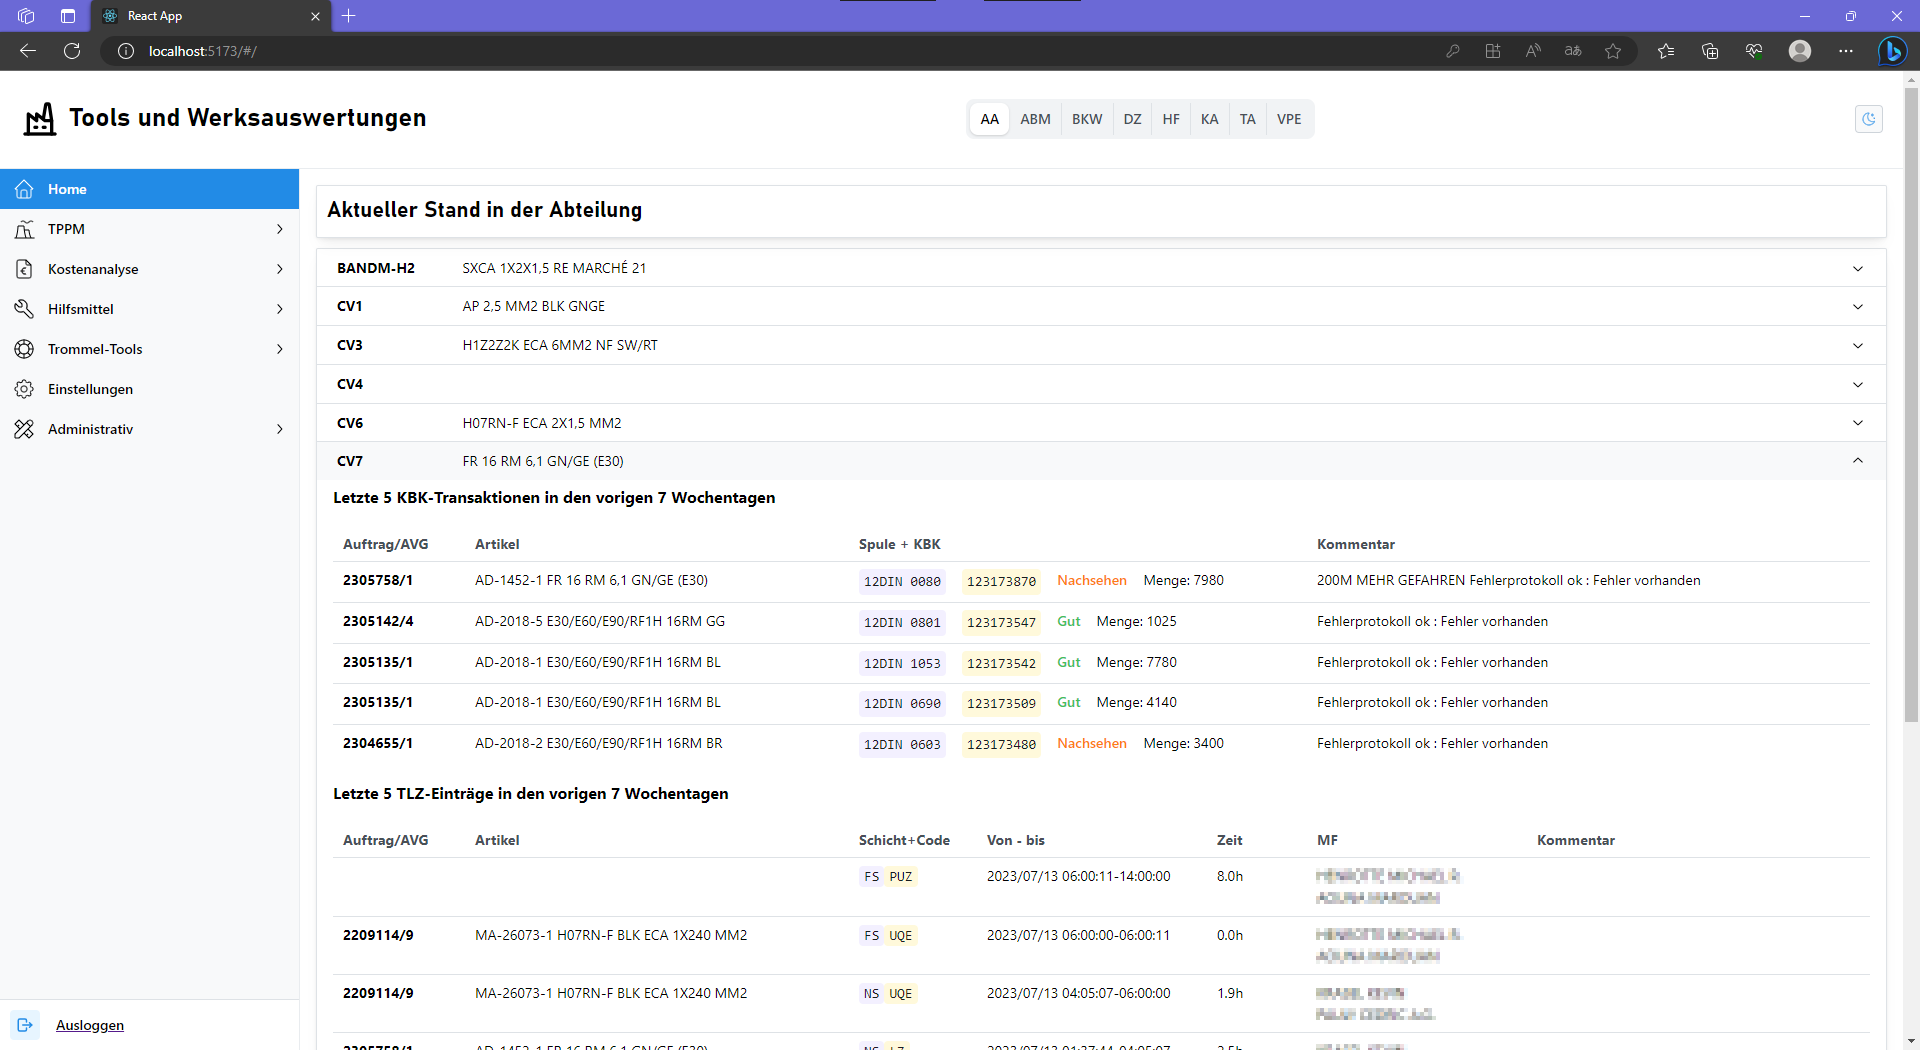 React App
localhost:5173/#/
Tools und Werksauswertungen
AA ABM BKW DZ HF KA TA VPE
Home
TPPM
Kostenanalyse
Hilfsmittel
Trommel-Tools
Einstellungen
Administrativ
Ausloggen
Aktueller Stand in der Abteilung
BANDM-H2 SXCA 1X2X1,5 RE MARCHÉ 21
CV1 AP 2,5 MM2 BLK GNGE
CV3 H1Z2Z2K ECA 6MM2 NF SW/RT
CV4
CV6 H07RN-F ECA 2X1,5 MM2
CV7 FR 16 RM 6,1 GN/GE (E30)
Letzte 5 KBK-Transaktionen in den vorigen 7 Wochentagen
Auftrag/AVG Artikel Spule + KBK Kommentar
2305758/1 AD-1452-1 FR 16 RM 6,1 GN/GE (E30) 12DIN 0080 123173870 Nachsehen Menge: 7980 200M MEHR GEFAHREN Fehlerprotokoll ok : Fehler vorhanden
2305142/4 AD-2018-5 E30/E60/E90/RF1H 16RM GG 12DIN 0801 123173547 Gut Menge: 1025 Fehlerprotokoll ok : Fehler vorhanden
2305135/1 AD-2018-1 E30/E60/E90/RF1H 16RM BL 12DIN 1053 123173542 Gut Menge: 7780 Fehlerprotokoll ok : Fehler vorhanden
2305135/1 AD-2018-1 E30/E60/E90/RF1H 16RM BL 12DIN 0690 123173509 Gut Menge: 4140 Fehlerprotokoll ok : Fehler vorhanden
2304655/1 AD-2018-2 E30/E60/E90/RF1H 16RM BR 12DIN 0603 123173480 Nachsehen Menge: 3400 Fehlerprotokoll ok : Fehler vorhanden
Letzte 5 TLZ-Einträge in den vorigen 7 Wochentagen
Auftrag/AVG Artikel Schicht+Code Von - bis Zeit MF Kommentar
FS PUZ 2023/07/13 06:00:11-14:00:00 8.0h
2209114/9 MA-26073-1 H07RN-F BLK ECA 1X240 MM2 FS UQE 2023/07/13 06:00:00-06:00:11 0.0h
2209114/9 MA-26073-1 H07RN-F BLK ECA 1X240 MM2 NS UQE 2023/07/13 04:05:07-06:00:00 1.9h